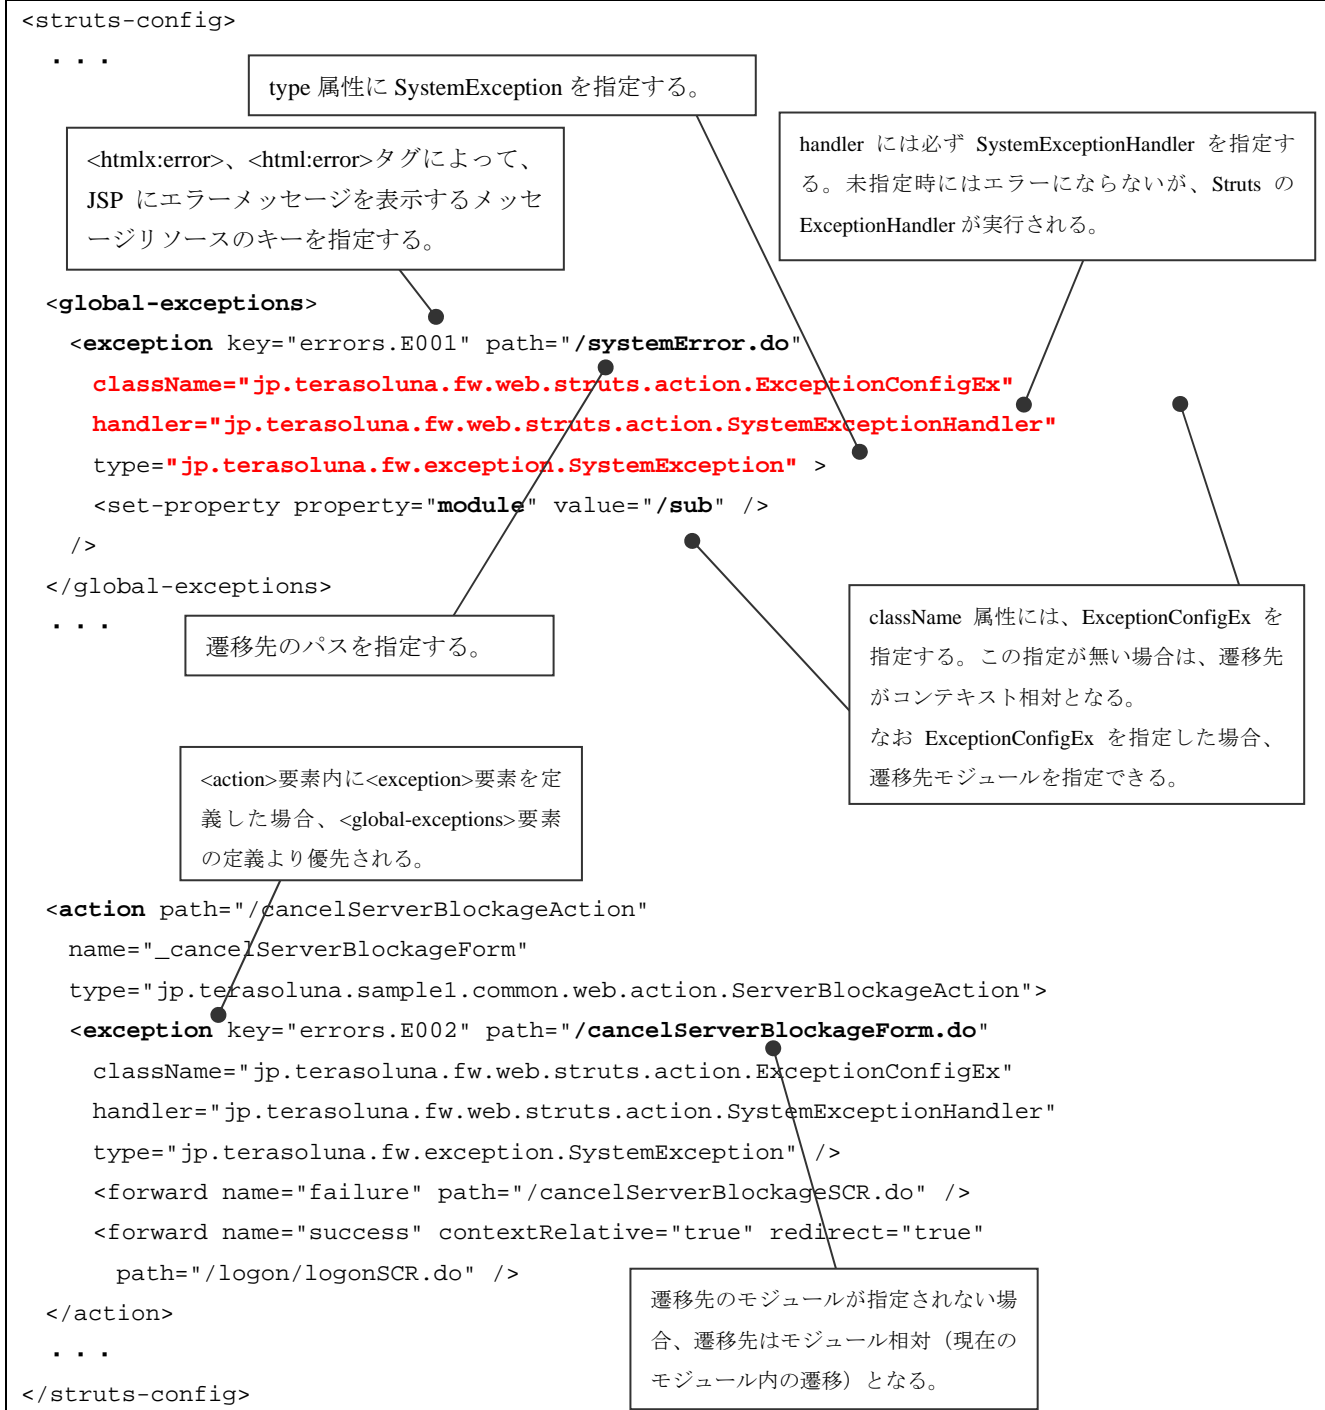 <struts-config>
・・・
type 属性に SystemException を指定する。
<htmlx:error>、<html:error>タグによって、
JSP にエラーメッセージを表示するメッセ
ージリソースのキーを指定する。
handler には必ず SystemExceptionHandler を指定す
る。未指定時にはエラーにならないが、Struts の
ExceptionHandler が実行される。
<global-exceptions>
<exception key="errors.E001" path="/systemError.do"
className="jp.terasoluna.fw.web.struts.action.ExceptionConfigEx"
handler="jp.terasoluna.fw.web.struts.action.SystemExceptionHandler"
type="jp.terasoluna.fw.exception.SystemException" >
<set-property property="module" value="/sub" />
/>
</global-exceptions>
・・・
遷移先のパスを指定する。
className 属性には、ExceptionConfigEx を
指定する。この指定が無い場合は、遷移先
がコンテキスト相対となる。
なお ExceptionConfigEx を指定した場合、
遷移先モジュールを指定できる。
<action>要素内に<exception>要素を定
義した場合、<global-exceptions>要素
の定義より優先される。
<action path="/cancelServerBlockageAction"
name="_cancelServerBlockageForm"
type="jp.terasoluna.sample1.common.web.action.ServerBlockageAction">
<exception key="errors.E002" path="/cancelServerBlockageForm.do"
className="jp.terasoluna.fw.web.struts.action.ExceptionConfigEx"
handler="jp.terasoluna.fw.web.struts.action.SystemExceptionHandler"
type="jp.terasoluna.fw.exception.SystemException" />
<forward name="failure" path="/cancelServerBlockageSCR.do" />
<forward name="success" contextRelative="true" redirect="true"
path="/logon/logonSCR.do" />
</action>
遷移先のモジュールが指定されない場
合、遷移先はモジュール相対（現在の
モジュール内の遷移）となる。
・・・
</struts-config>